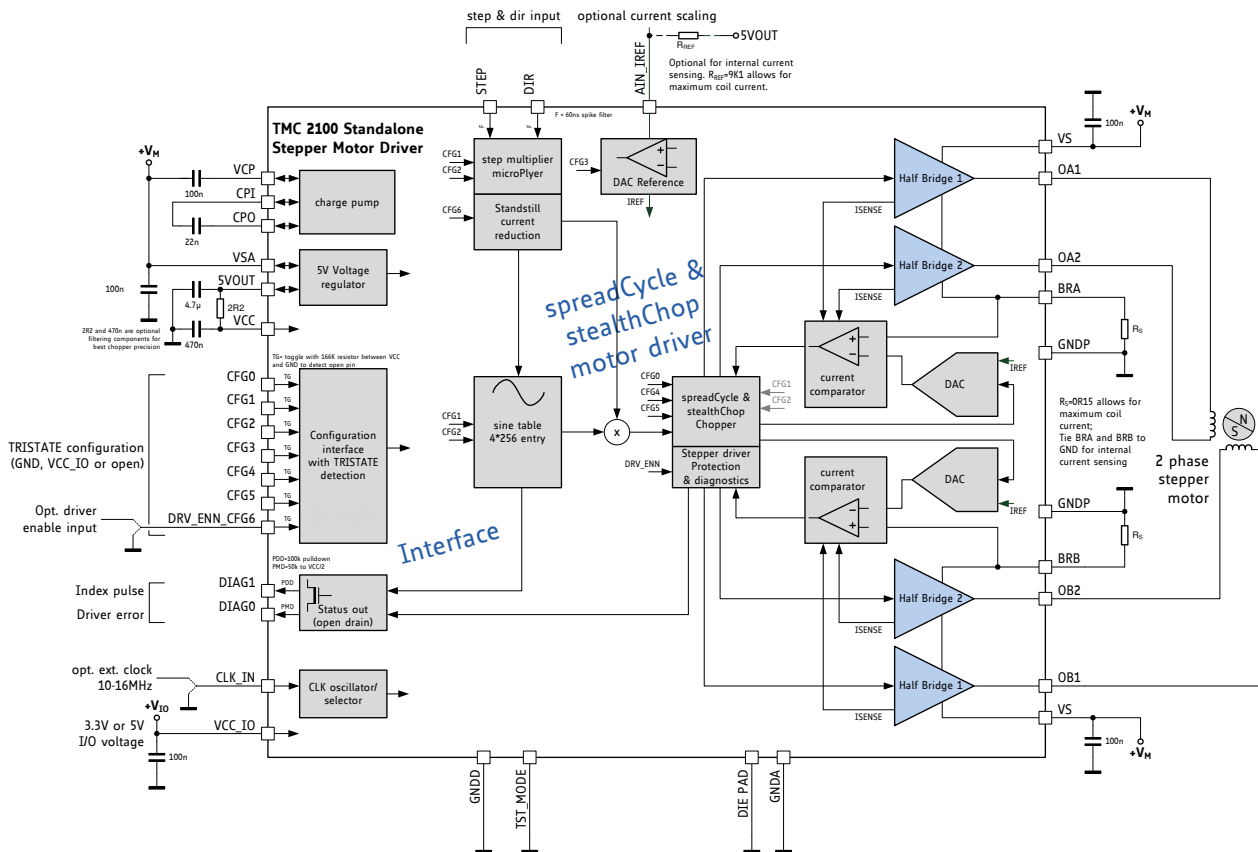 step & dir input
optional current scaling
5VOUT
RREF
Optional for internal current
sensing. RREF=9K1 allows for
maximum coil current.
STEP
DIR
AIN_IREF
F = 60ns spike filter
F
F
TMC 2100 Standalone
Stepper Motor Driver
+VM
VCP
100n
CPI
CPO
22n
charge pump
VSA
100n
5V Voltage
regulator
5VOUT
4.7µ
2R2
VCC
470n
2R2 and 470n are optional
filtering components for
best chopper precision
CFG1
CFG2
step multiplier
microPlyer
CFG6
Standstill
current
reduction
CFG3
DAC Reference
IREF
spreadCycle &
stealthChop
motor driver
100n
+VM
VS
Half Bridge 1
OA1
ISENSE
Half Bridge 2
OA2
ISENSE
BRA
RS
GNDP
current
comparator
DAC
IREF
RS=0R15 allows for
maximum coil
current;
Tie BRA and BRB to
GND for internal
current sensing
N
S
2 phase
stepper
motor
TG= toggle with 166K resistor between VCC
and GND to detect open pin
TRISTATE configuration
(GND, VCC_IO or open)
CFG0
TG
CFG1
TG
CFG2
TG
CFG3
TG
CFG4
TG
CFG5
TG
DRV_ENN_CFG6
TG
Opt. driver
enable input
Configuration
interface
with TRISTATE
detection
CFG1
CFG2
sine table
4*256 entry
x
CFG0
CFG4
CFG5
CFG1
CFG2
spreadCycle &
stealthChop
Chopper
DRV_ENN
Stepper driver
Protection
& diagnostics
current
comparator
DAC
IREF
GNDP
RS
BRB
Half Bridge 2
OB2
ISENSE
Half Bridge 1
OB1
ISENSE
VS
100n
+VM
Interface
PDD=100k pulldown
PMD=50k to VCC/2
Index pulse
DIAG1
PDD
Driver error
DIAG0
PMD
Status out
(open drain)
opt. ext. clock
10-16MHz
CLK_IN
CLK oscillator/
selector
+VIO
3.3V or 5V
I/O voltage
VCC_IO
100n
GNDD
TST_MODE
DIE PAD
GNDA